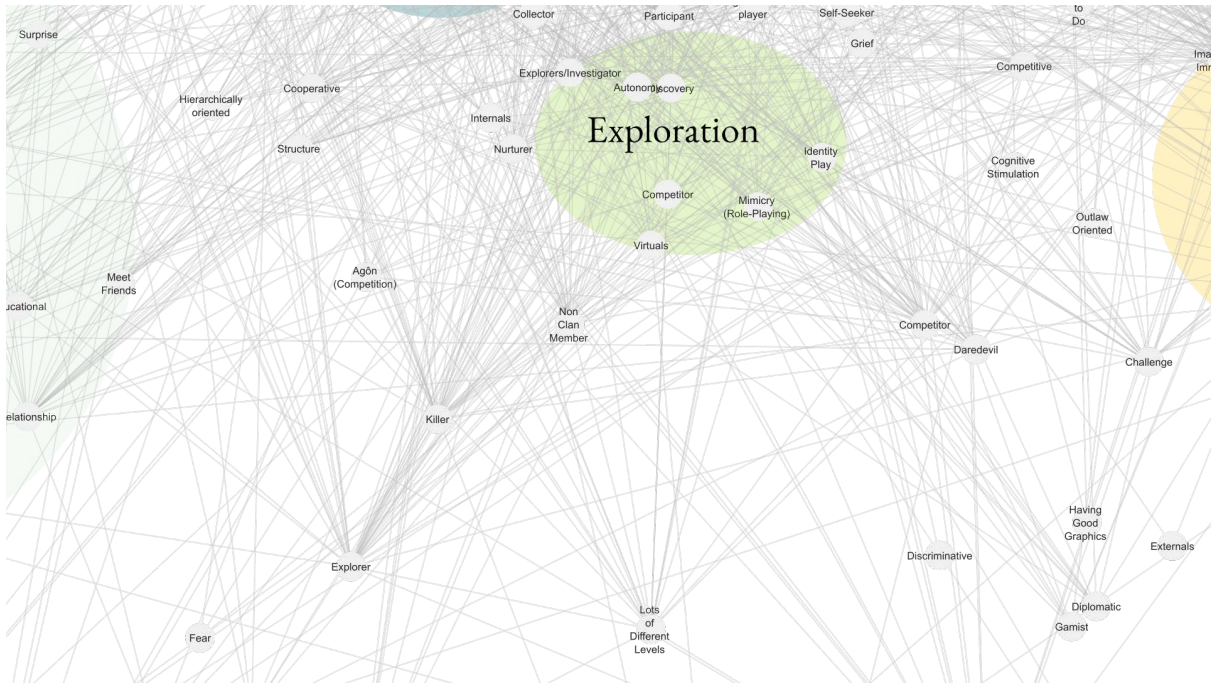 Collector
Participant
player
Self-Seeker
to
Do
Surprise
Grief
Explorers/Investigator
Competitive
Cooperative
Autonomy
Hierarchically
oriented
Internals
Exploration
Structure
Nurturer
Identity
Play
Cognitive
Stimulation
Competitor
Mimicry
(Role-Playing)
Outlaw
Oriented
Virtuals
Meet
Friends
Agôn
(Competition)
ucational
Non
Clan
Member
Competitor
Daredevil
Challenge
elationship
Killer
Having
Good
Graphics
Externals
Discriminative
Explorer
Diplomatic
Gamist
Lots
of
Different
Levels
Fear